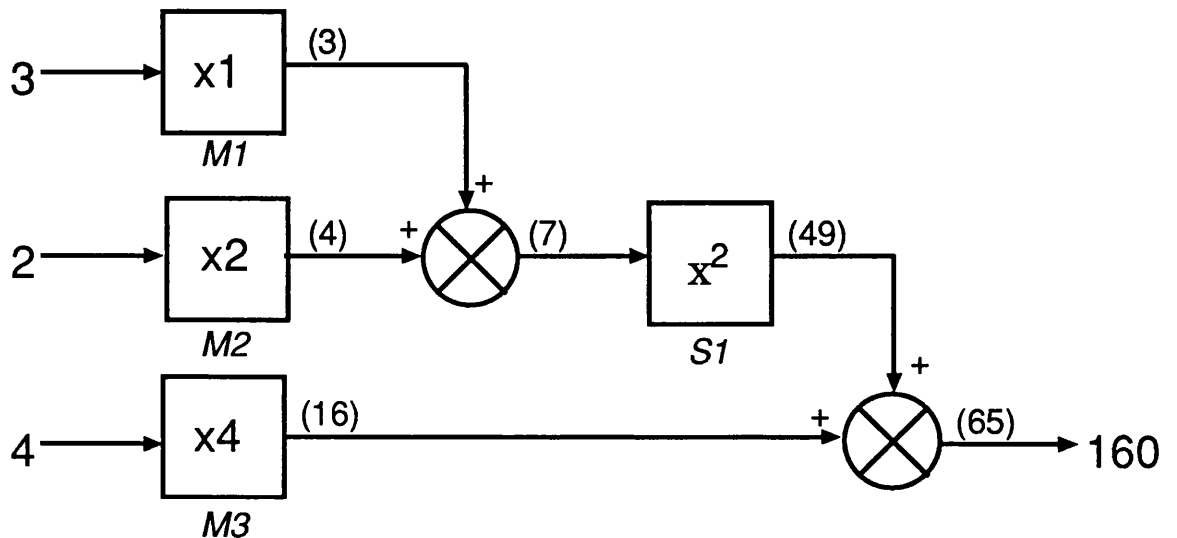 (3)
3
x1
M1
+
2
x2
(4)
+
(7)
x²
(49)
M2
S1
+
4
x4
(16)
+
(65)
160
M3